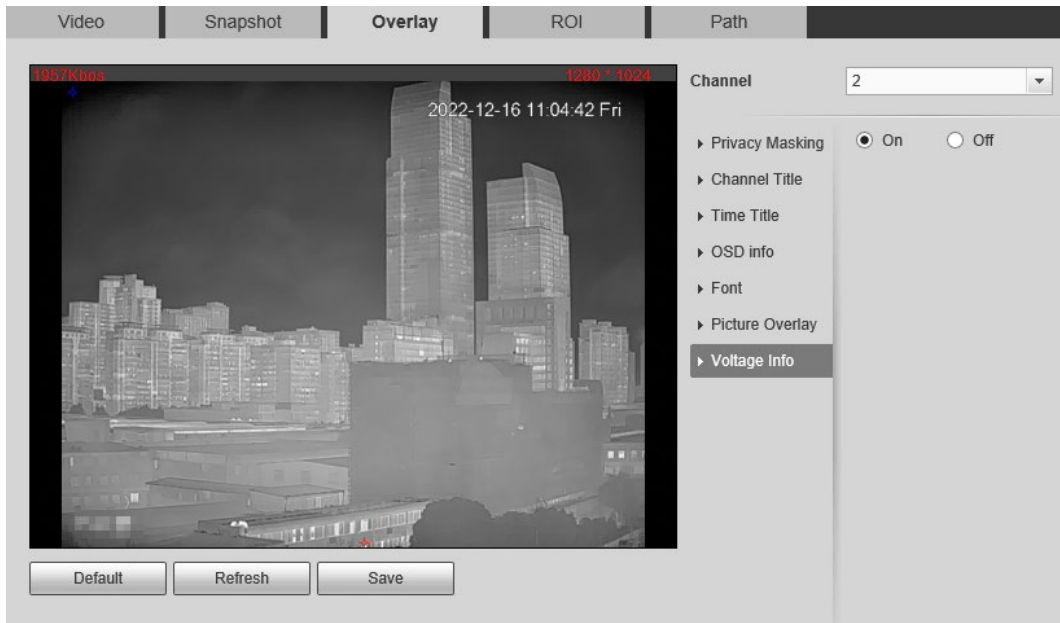 Video Snapshot Overlay ROI Path
1957Kbps 1280 * 1024
2022-12-16 11:04:42 Fri
Channel 2
Privacy Masking On Off
Channel Title
Time Title
OSD info
Font
Picture Overlay
Voltage Info
Default Refresh Save